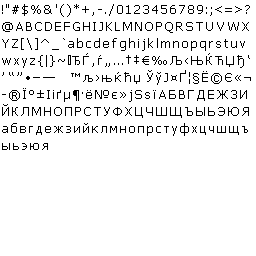 !"#$%&'()*+,-./0123456789:;<=>?
@ABCDEFGHIJKLMNOPQRSTUVWX
YZ[\]^_`abcdefghijklmnopqrstuv
wxyz{|}~ЂЃ‚ѓ„…†‡€‰Љ‹ЊЌЋЏђ‘
’“”•–— ™љ›њќћџ ЎўЈ¤Ґ¦§Ё©Є«¬
-®Ї°±Ііґµ¶·ё№є»јЅѕїАБВГДЕЖЗИ
ЙКЛМНОПРСТУФХЦЧШЩЪЫЬЭЮЯ
абвгдежзийклмнопрстуфхцчшщъ
ыьэюя